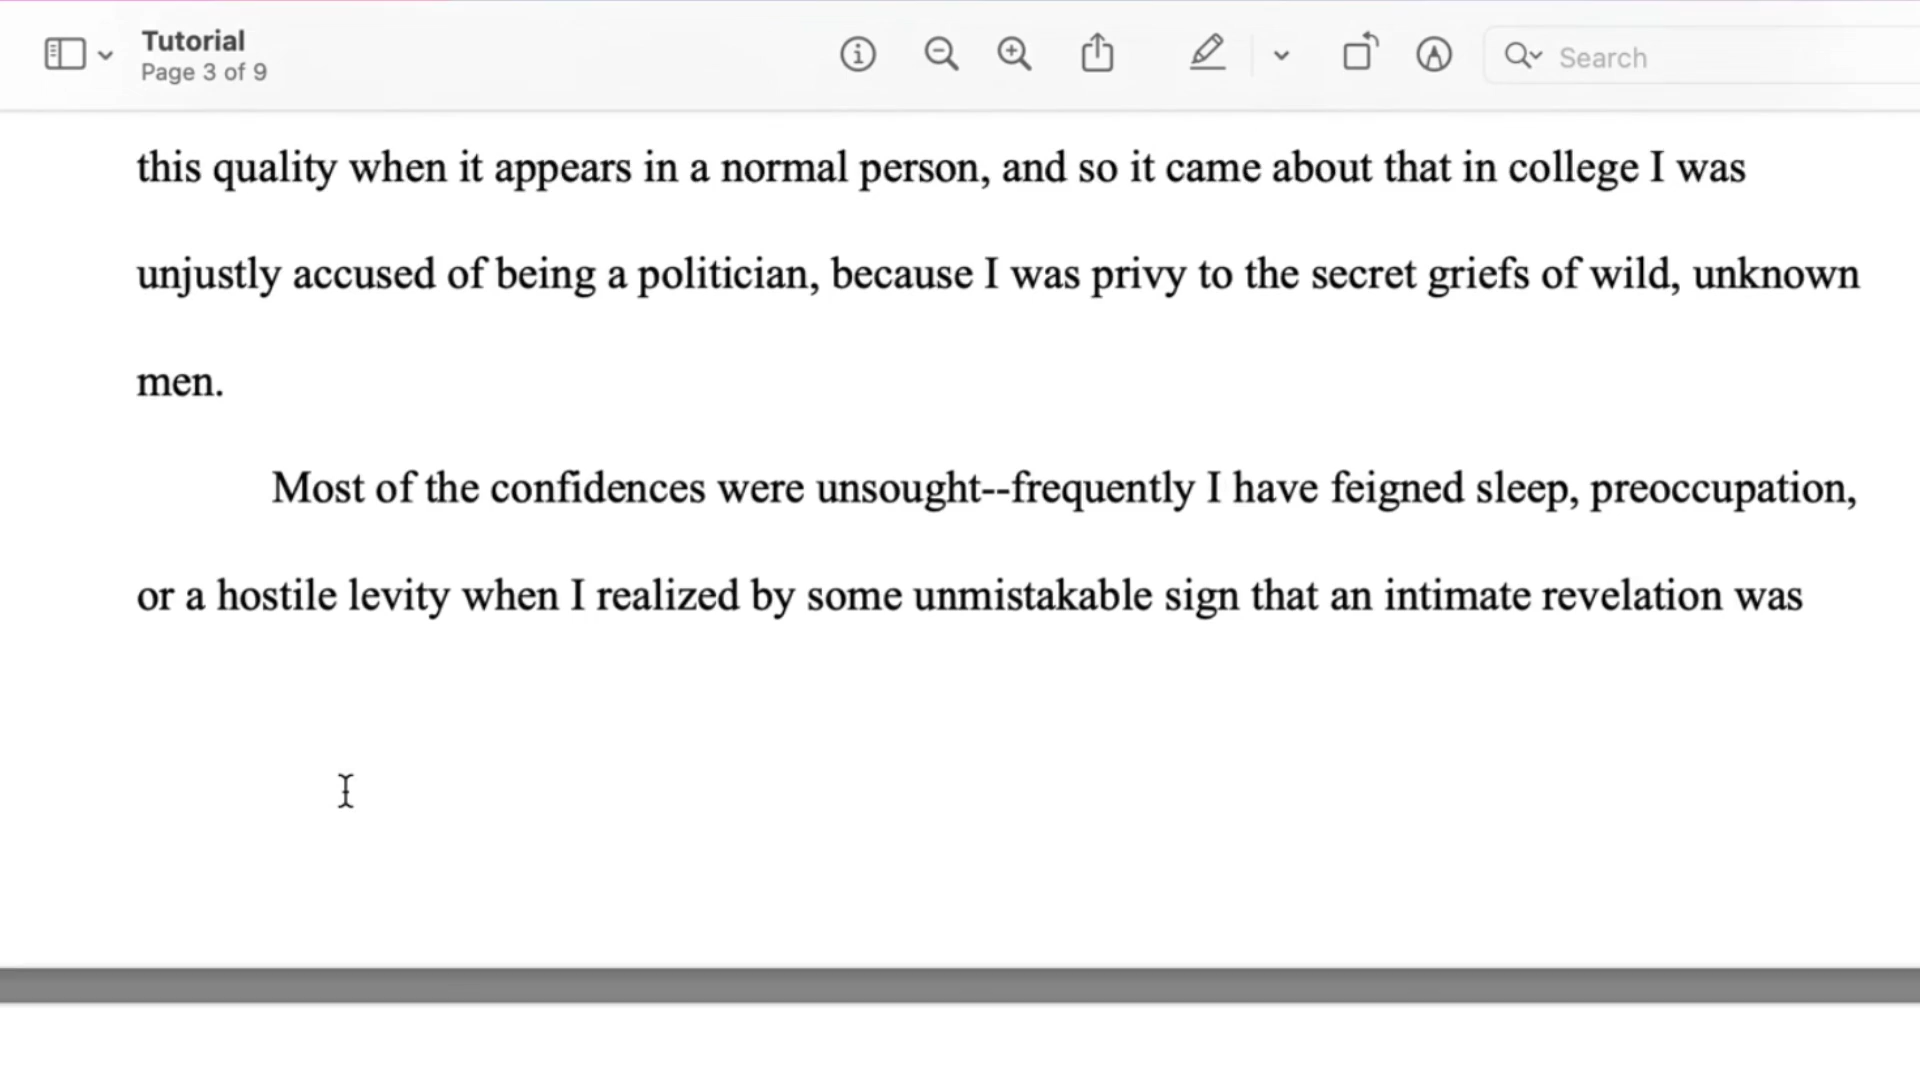 Tutorial
Page 3 of 9
Search
this quality when it appears in a normal person, and so it came about that in college I was
unjustly accused of being a politician, because I was privy to the secret griefs of wild, unknown
men.
Most of the confidences were unsought--frequently I have feigned sleep, preoccupation,
or a hostile levity when I realized by some unmistakable sign that an intimate revelation was